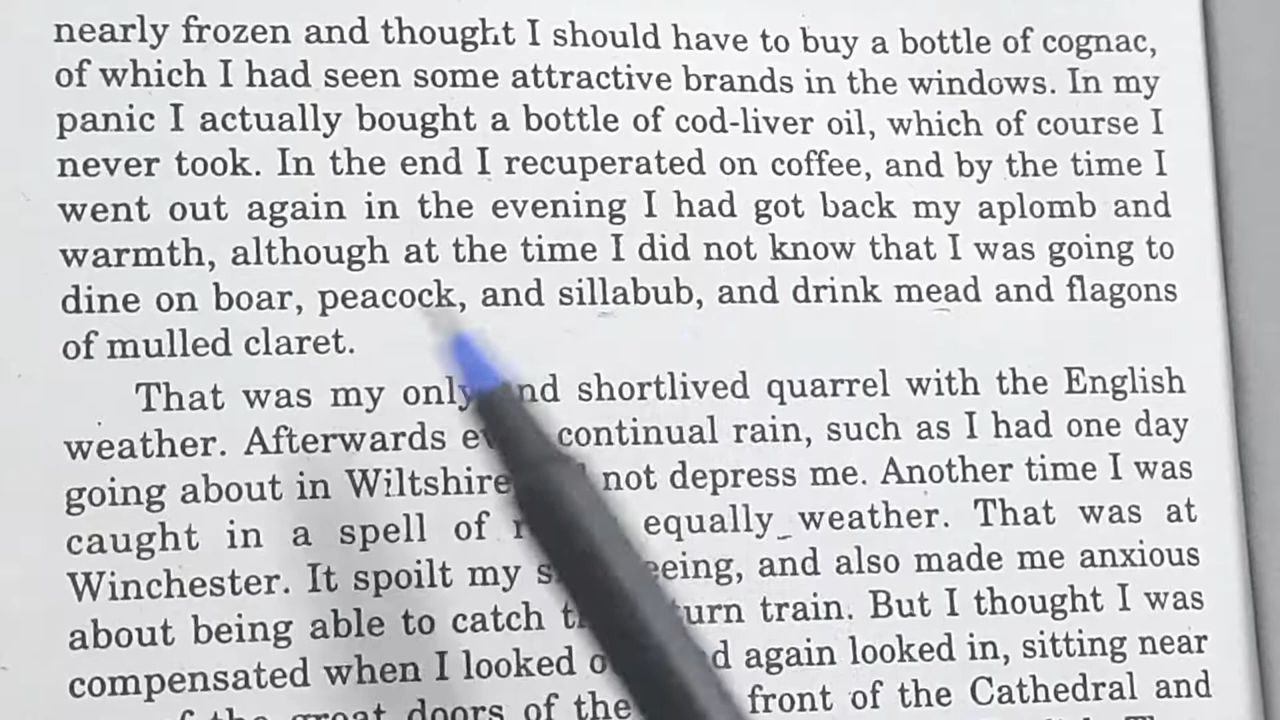 nearly frozen and thought I should have to buy a bottle of cognac,
of which I had seen some attractive brands in the windows. In my
panic I actually bought a bottle of cod-liver oil, which of course I
never took. In the end I recuperated on coffee, and by the time I
went out again in the evening I had got back my aplomb and
warmth, although at the time I did not know that I was going to
dine on boar, peacock, and sillabub, and drink mead and flagons
of mulled claret.
That was my only and shortlived quarrel with the English
weather. Afterwards continual rain, such as I had one day
going about in Wiltshire not depress me. Another time I was
caught in a spell of equally weather. That was at
Winchester. It spoilt my and also made me anxious
about being able to catch train. But I thought I was
compensated when I looked again looked in, sitting near
of the great doors of the front of the Cathedral and